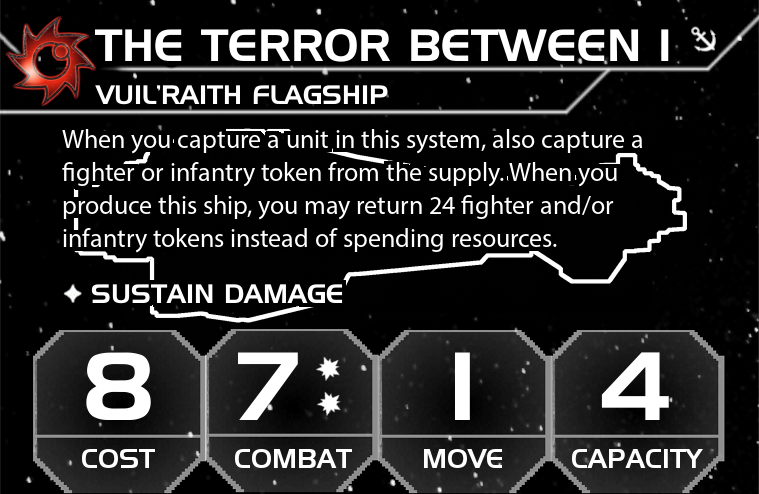 THE TERROR BETWEEN I
VUIL'RAITH FLAGSHIP
When you capture a unit in this system, also capture a
fighter or infantry token from the supply. When you
produce this ship, you may return 24 fighter and/or
infantry tokens instead of spending resources.
SUSTAIN DAMAGE
8 7 1 4
COST COMBAT MOVE CAPACITY